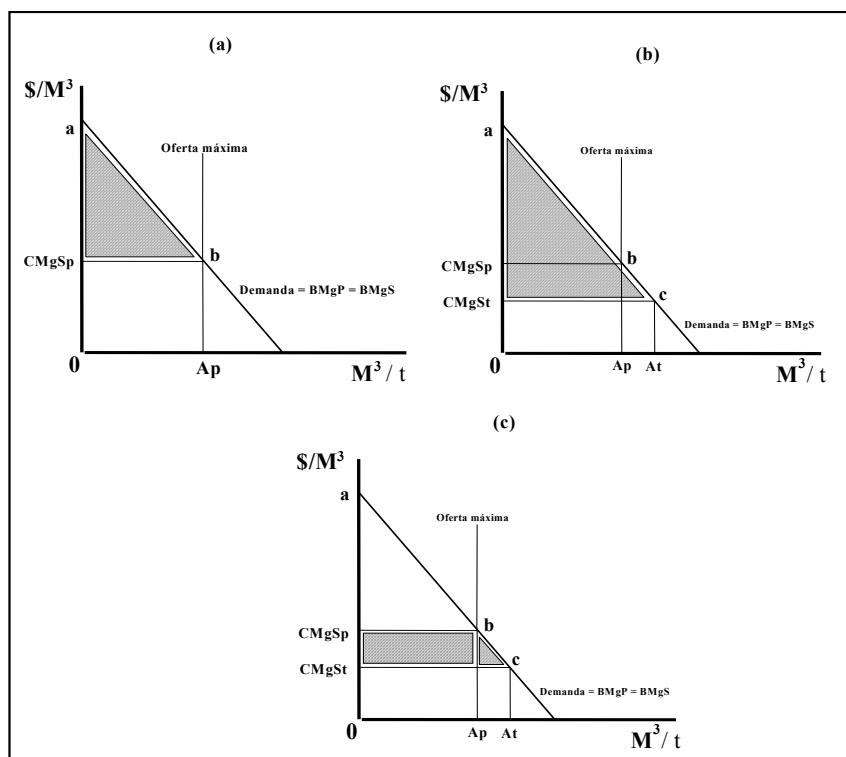 (a)
$/M³
a
Oferta máxima
b
CMgSp
Demanda = BMgP = BMgS
0
Ap
M³/ t
(b)
$/M³
a
Oferta máxima
b
CMgSp
c
CMgSt
Demanda = BMgP = BMgS
0
Ap At
M³/ t
(c)
$/M³
a
Oferta máxima
b
CMgSp
c
CMgSt
Demanda = BMgP = BMgS
0
Ap At
M³/ t